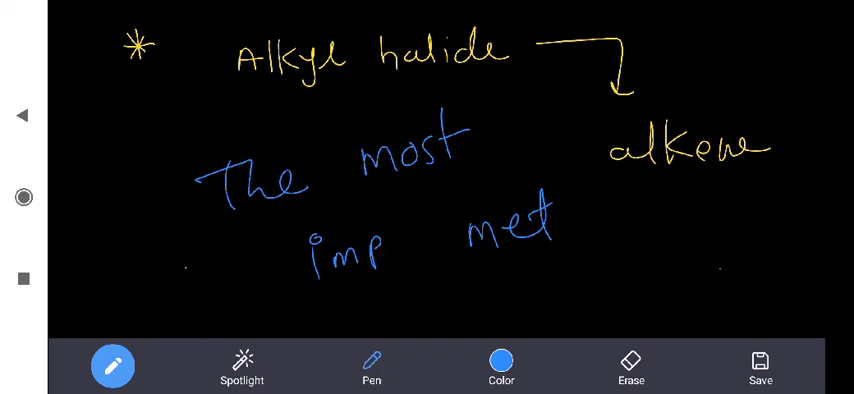 * Alkyl halide
alkene
The most
imp met
Spotlight Pen Color Erase Save